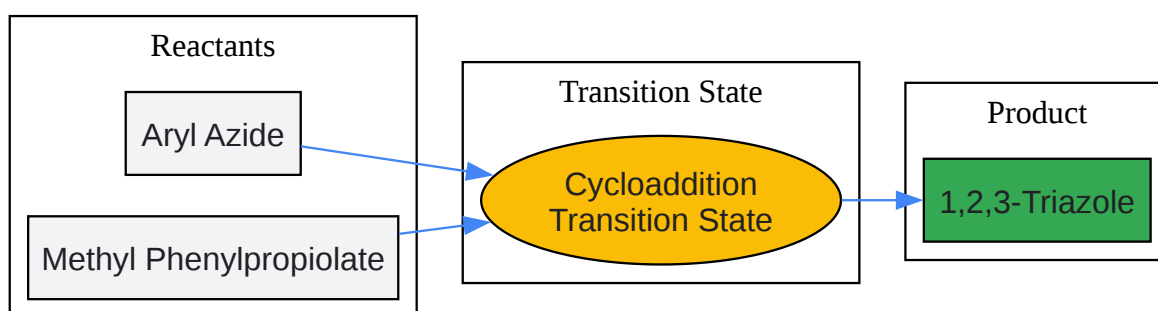 Reactants
Aryl Azide
Methyl Phenylpropiolate
Transition State
Cycloaddition
Transition State
Product
1,2,3-Triazole